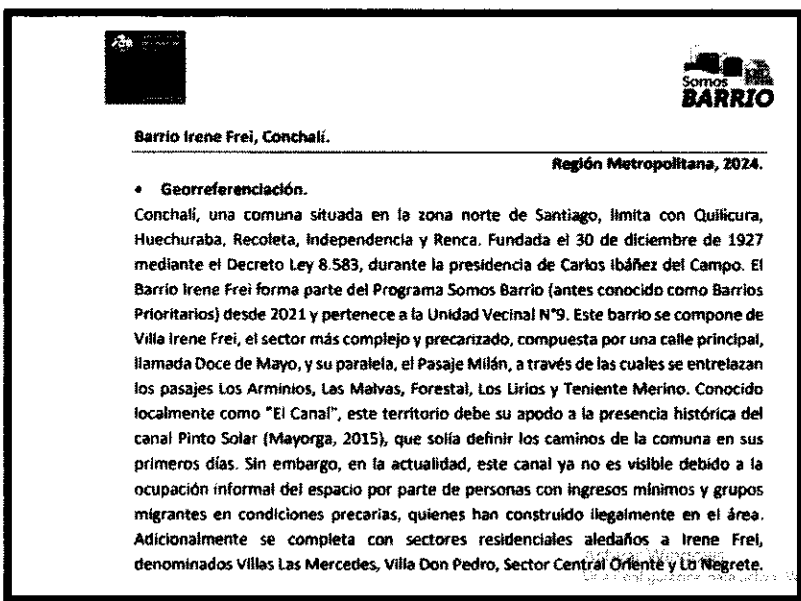 Somos
BARRIO
Barrio Irene Frei, Conchalí.
Región Metropolitana, 2024.
• Georreferenciación.
Conchalí, una comuna situada en la zona norte de Santiago, limita con Quilicura,
Huechuraba, Recoleta, Independencia y Renca. Fundada el 30 de diciembre de 1927
mediante el Decreto Ley 8.583, durante la presidencia de Carlos Ibáñez del Campo. El
Barrio Irene Frei forma parte del Programa Somos Barrio (antes conocido como Barrios
Prioritarios) desde 2021 y pertenece a la Unidad Vecinal N°9. Este barrio se compone de
Villa Irene Frei, el sector más complejo y precarizado, compuesta por una calle principal,
llamada Doce de Mayo, y su paralela, el Pasaje Milán, a través de las cuales se entrelazan
los pasajes Los Arminios, Las Malvas, Forestal, Los Lirios y Teniente Merino. Conocido
localmente como "El Canal", este territorio debe su apodo a la presencia histórica del
canal Pinto Solar (Mayorga, 2015), que solía definir los caminos de la comuna en sus
primeros días. Sin embargo, en la actualidad, este canal ya no es visible debido a la
ocupación informal del espacio por parte de personas con ingresos mínimos y grupos
migrantes en condiciones precarias, quienes han construido ilegalmente en el área.
Adicionalmente se completa con sectores residenciales aledaños a Irene Frei,
denominados Villas Las Mercedes, Villa Don Pedro, Sector Central Oriente y Lo Negrete.